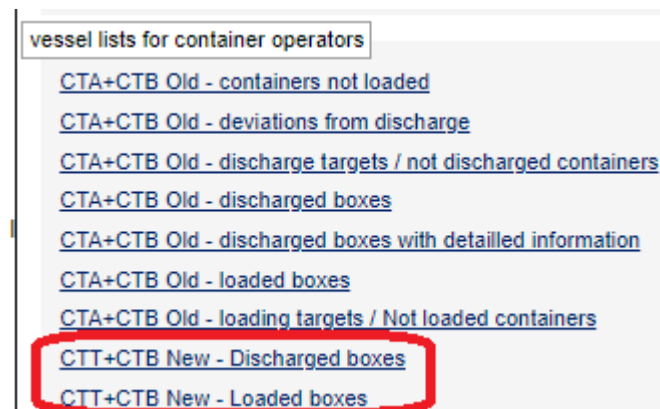 vessel lists for container operators
CTA+CTB Old - containers not loaded
CTA+CTB Old - deviations from discharge
CTA+CTB Old - discharge targets / not discharged containers
CTA+CTB Old - discharged boxes
CTA+CTB Old - discharged boxes with detailled information
CTA+CTB Old - loaded boxes
CTA+CTB Old - loading targets / Not loaded containers
CTT+CTB New - Discharged boxes
CTT+CTB New - Loaded boxes